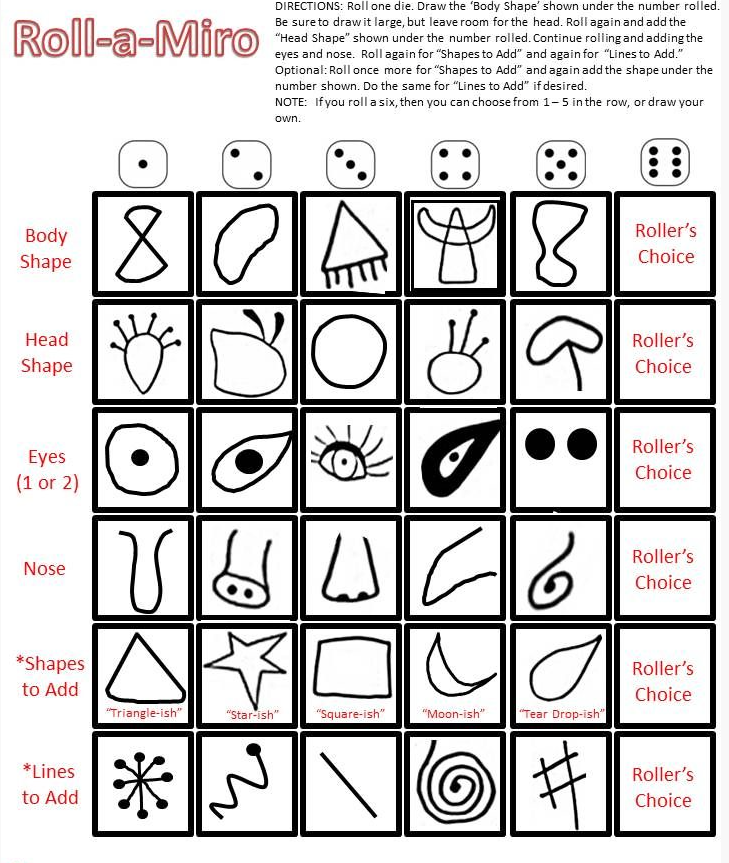 Roll-a-Miro
DIRECTIONS: Roll one die. Draw the ‘Body Shape’ shown under the number rolled.
Be sure to draw it large, but leave room for the head. Roll again and add the
“Head Shape” shown under the number rolled. Continue rolling and adding the
eyes and nose. Roll again for “Shapes to Add” and again for “Lines to Add.”
Optional: Roll once more for “Shapes to Add” and again add the shape under the
number shown. Do the same for “Lines to Add” if desired.
NOTE: If you roll a six, then you can choose from 1 – 5 in the row, or draw your
own.
Body
Shape
Roller’s
Choice
Head
Shape
Roller’s
Choice
Eyes
(1 or 2)
Roller’s
Choice
Nose
Roller’s
Choice
*Shapes
to Add
“Triangle-ish” “Star-ish” “Square-ish” “Moon-ish” “Tear Drop-ish”
Roller’s
Choice
*Lines
to Add
Roller’s
Choice